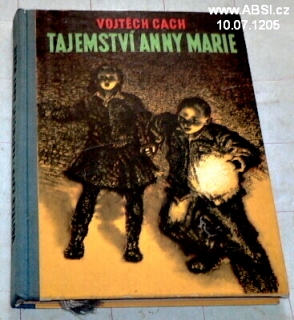 www.ABSI.cz
10.07.1205
VOJTĚCH CACH
TAJEMSTVÍ ANNY MARIE